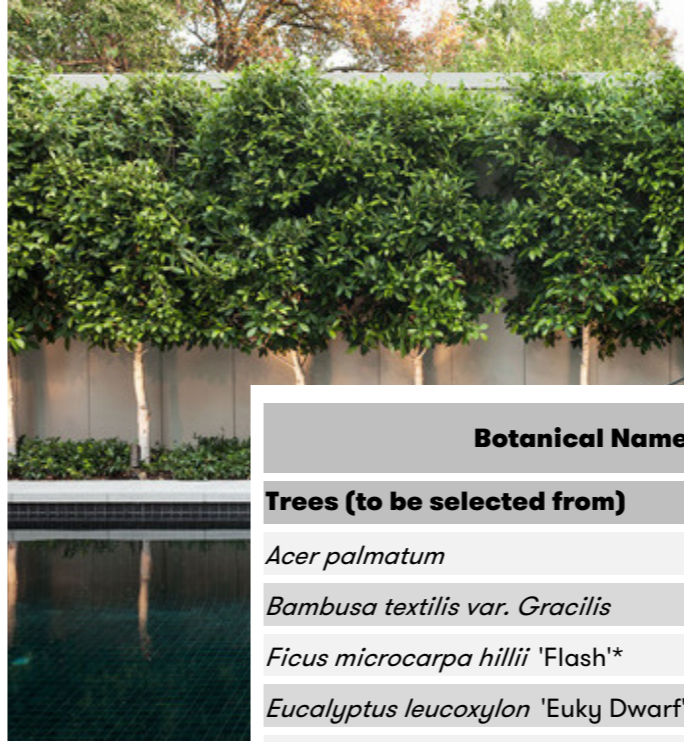 Botanical Name
Trees (to be selected from)
Acer palmatum
Bambusa textilis var. Gracilis
Ficus microcarpa hillii 'Flash'*
Eucalyptus leucoxylon 'Euky Dwarf'